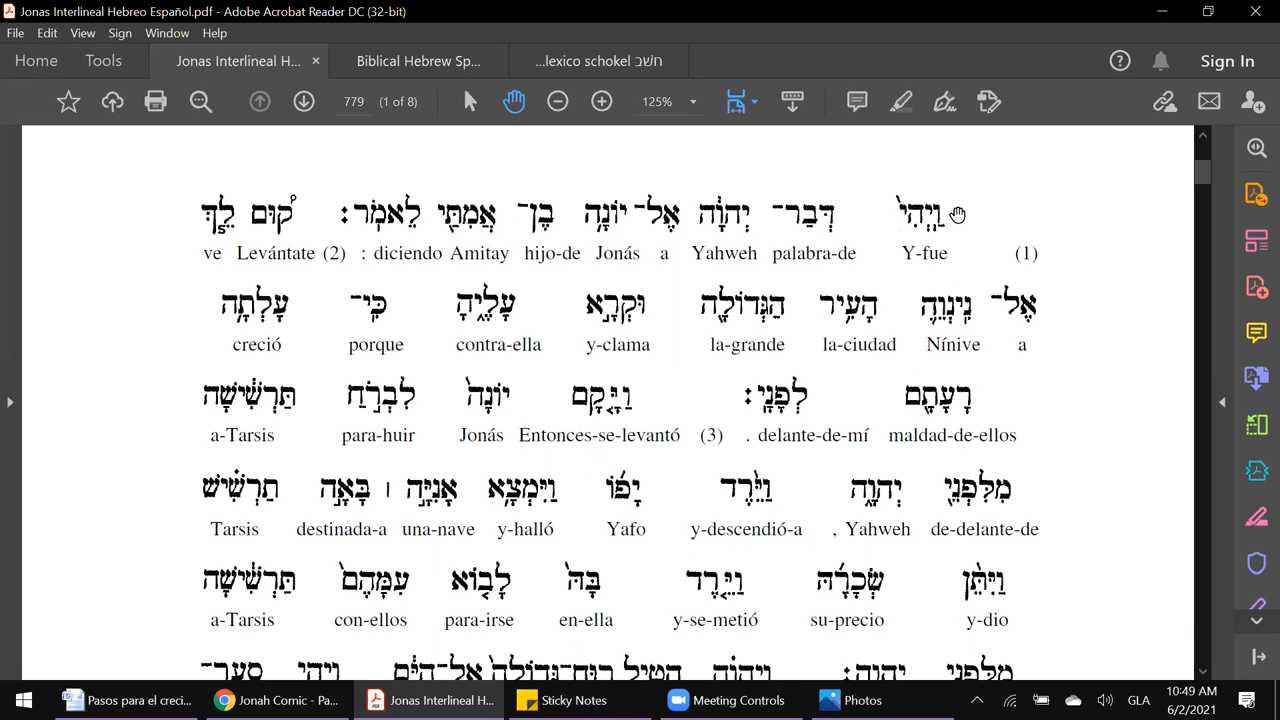 Jonas Interlineal Hebreo Español.pdf - Adobe Acrobat Reader DC (32-bit)
File Edit View Sign Window Help
Home Tools Jonas Interlineal H... × Biblical Hebrew Sp... ...lexico schokel חשׁב Sign In
779 (1 of 8) 125%
וַיְהִי֙ דְּבַר־ יְהוָ֔ה אֶל־ יוֹנָ֥ה בֶן־ אֲמִתַּ֖י לֵאמֹֽר׃ ק֠וּם לֵ֧ךְ
ve Levántate (2) : diciendo Amitay hijo-de Jonás a Yahweh palabra-de Y-fue (1)
אֶל־ נִֽינְוֵ֛ה הָעִ֥יר הַגְּדוֹלָ֖ה וּקְרָ֣א עָלֶ֑יהָ כִּֽי־ עָלְתָ֥ה
creció porque contra-ella y-clama la-grande la-ciudad Nínive a
רָעָתָ֖ם לְפָנָֽי׃ וַיָּ֤קָם יוֹנָה֙ לִבְרֹ֣חַ תַּרְשִׁ֔ישָׁה
a-Tarsis para-huir Jonás Entonces-se-levantó (3) . delante-de-mí maldad-de-ellos
מִלִּפְנֵ֖י יְהוָ֑ה וַיֵּ֨רֶד יָפ֜וֹ וַיִּמְצָ֥א אָנִיָּ֣ה ׀ בָּאָ֣ה תַרְשִׁ֗ישׁ
Tarsis destinada-a una-nave y-halló Yafo y-descendió-a , Yahweh de-delante-de
וַיִּתֵּ֨ן שְׂכָרָ֜הּ וַיֵּ֤רֶד בָּהּ֙ לָב֤וֹא עִמָּהֶם֙ תַּרְשִׁ֔ישָׁה
a-Tarsis con-ellos para-irse en-ella y-se-metió su-precio y-dio
מִלִּפְנֵ֖י יְהוָֽה׃ וַֽיהוָ֗ה הֵטִ֤יל רֽוּחַ־ גְּדוֹלָה֙ אֶל־ הַיָּ֔ם וַיְהִ֥י סַֽעַר־
Pasos para el creci... Jonah Comic - Pa... Jonas Interlineal H... Sticky Notes Meeting Controls Photos GLA 10:49 AM
6/2/2021